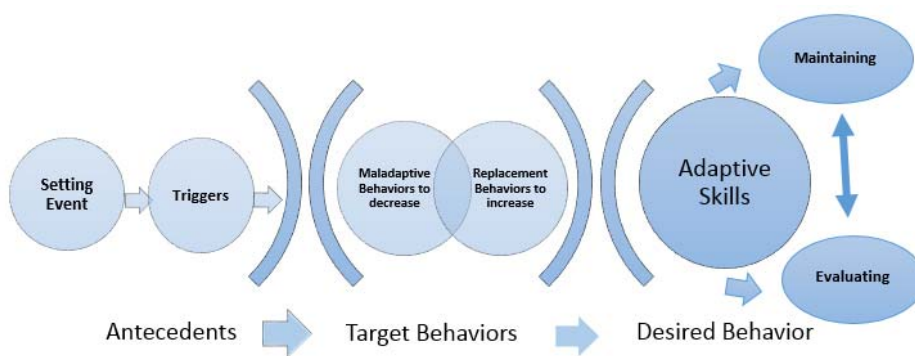 Setting
Event
Triggers
Maladaptive
Behaviors to
decrease
Replacement
Behaviors to
increase
Adaptive
Skills
Maintaining
Evaluating
Antecedents
Target Behaviors
Desired Behavior